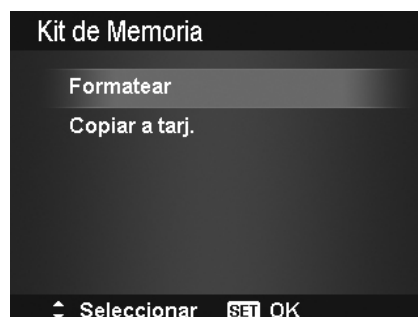 Kit de Memoria
Formatear
Copiar a tarj.
Seleccionar SET OK